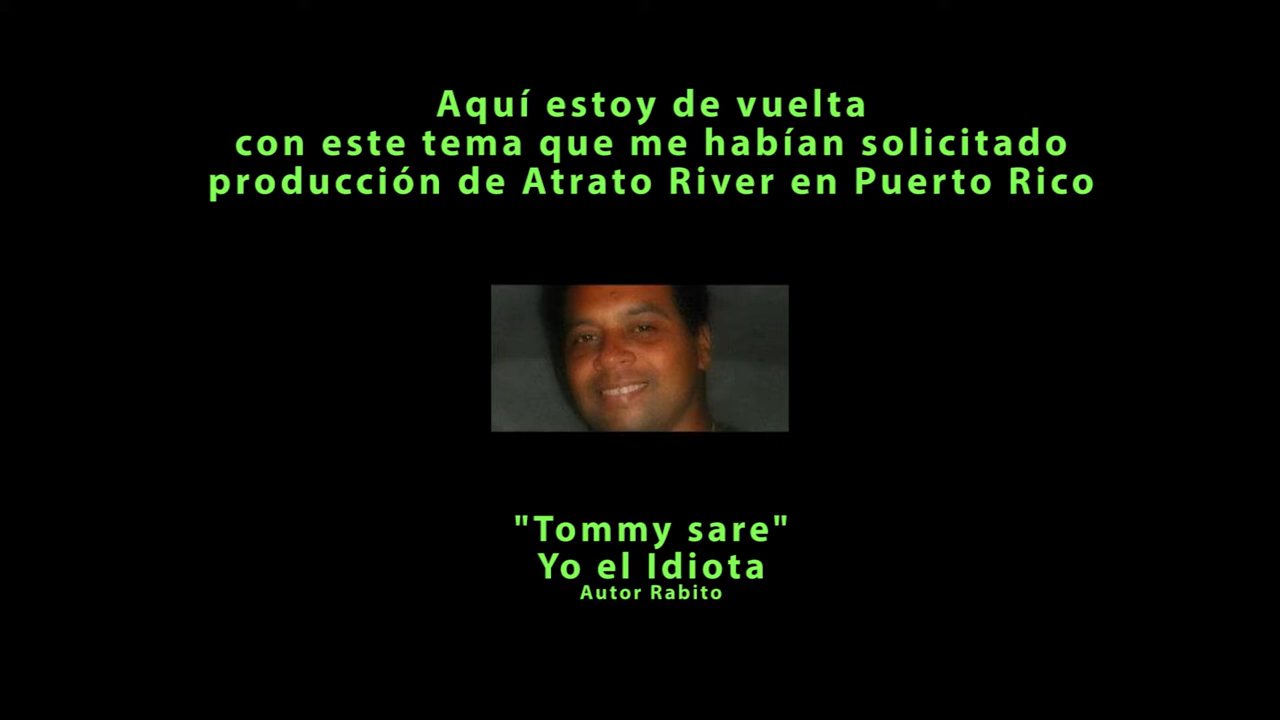 Aquí estoy de vuelta
con este tema que me habían solicitado
producción de Atrato River en Puerto Rico
"Tommy sare"
Yo el Idiota
Autor Rabito